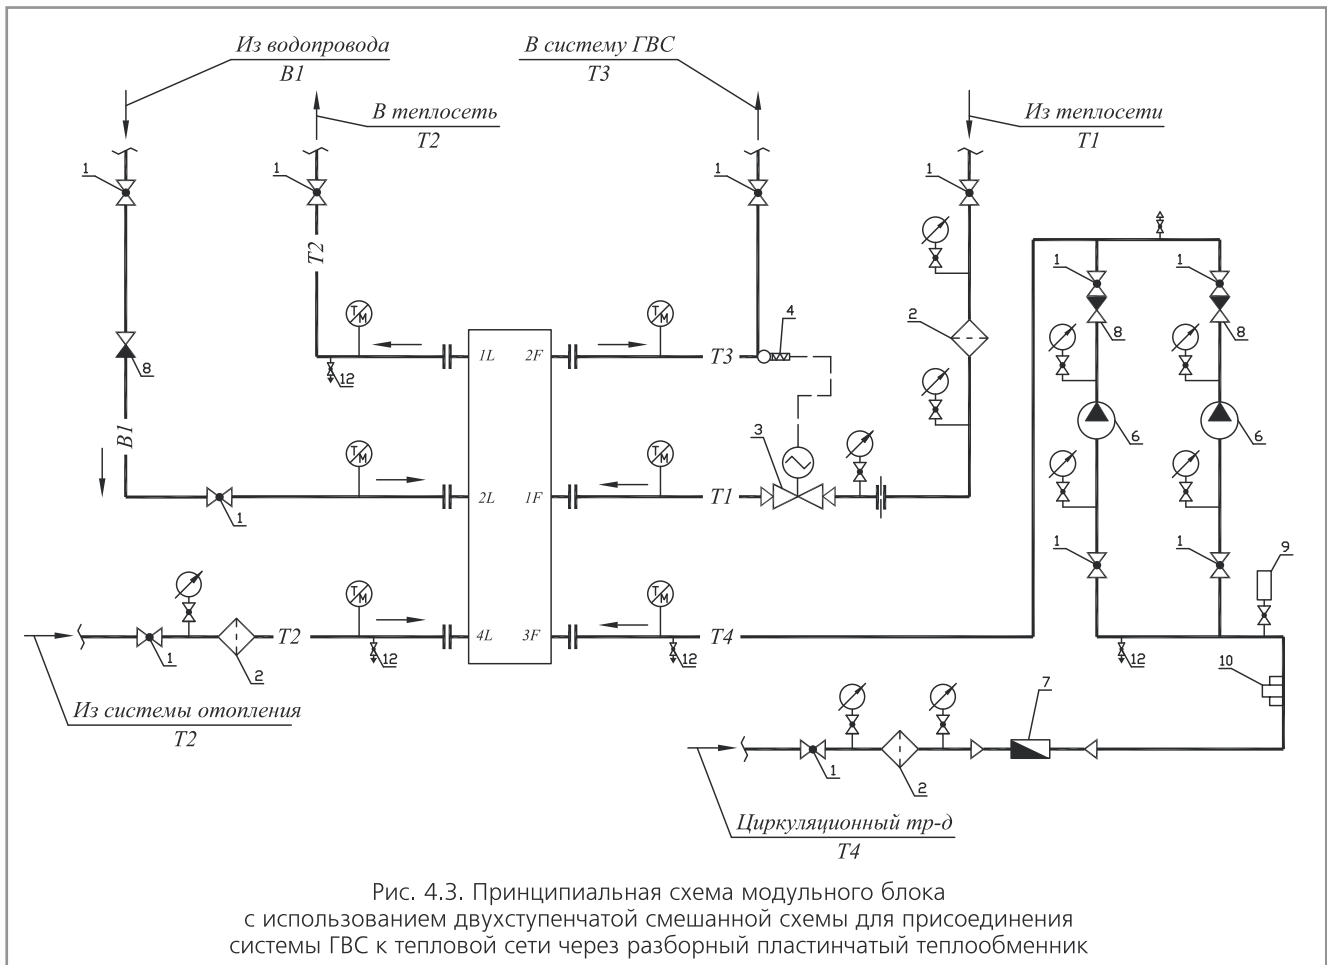 Из водопровода
В1
В систему ГВС
Т3
В теплосеть
Т2
Из теплосети
Т1
1
1
1
1
Т2
1
1
2
4
8
8
8
12
1L
2F
Т3
6
6
В1
3
2L
1F
Т1
1
1
1
9
4L
3F
Т2
Т4
1
2
12
12
12
10
7
Из системы отопления
Т2
1
2
Циркуляционный тр-д
Т4
Т
М
Т
М
Т
М
Т
М
Т
М
Т
М
Рис. 4.3. Принципиальная схема модульного блока
с использованием двухступенчатой смешанной схемы для присоединения
системы ГВС к тепловой сети через разборный пластинчатый теплообменник